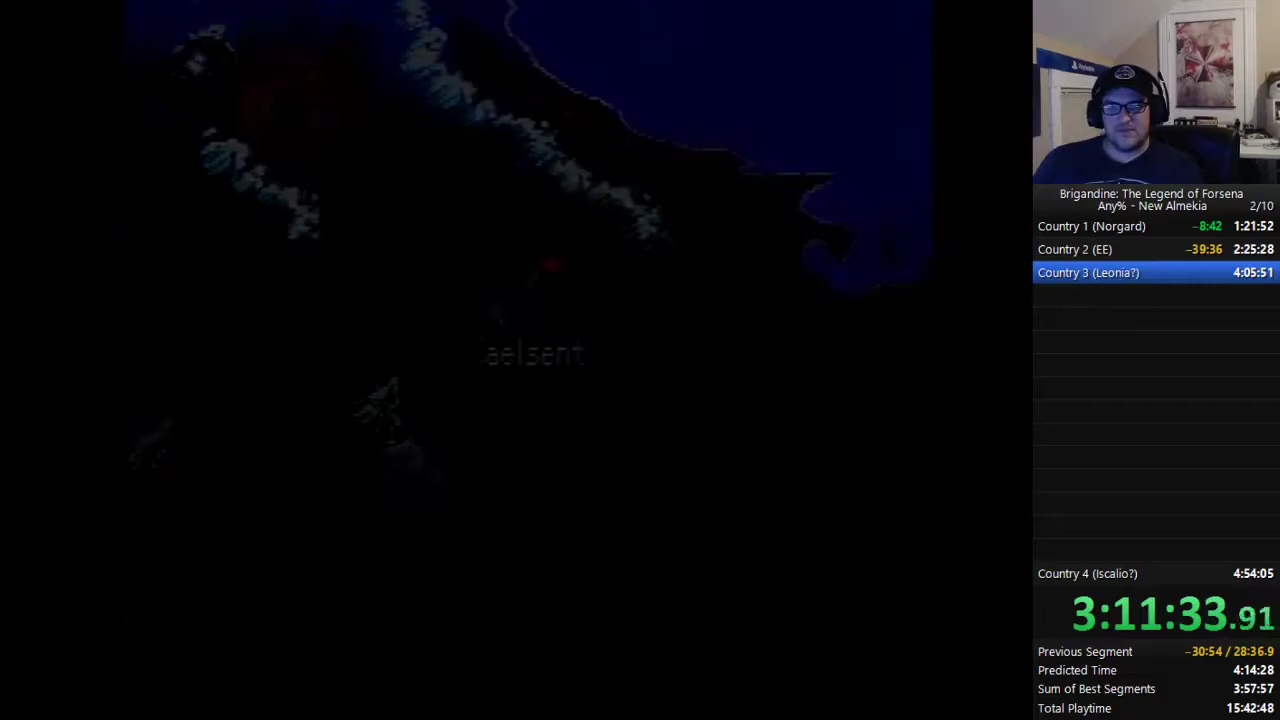 aelsent
Brigandine: The Legend of Forsena
Any% - New Almekia 2/10
Country 1 (Norgard) -8:42 1:21:52
Country 2 (EE) -39:36 2:25:28
Country 3 (Leonia?) 4:05:51
Country 4 (Iscalio?) 4:54:05
3:11:33.91
Previous Segment -30:54 / 28:36.9
Predicted Time 4:14:28
Sum of Best Segments 3:57:57
Total Playtime 15:42:48